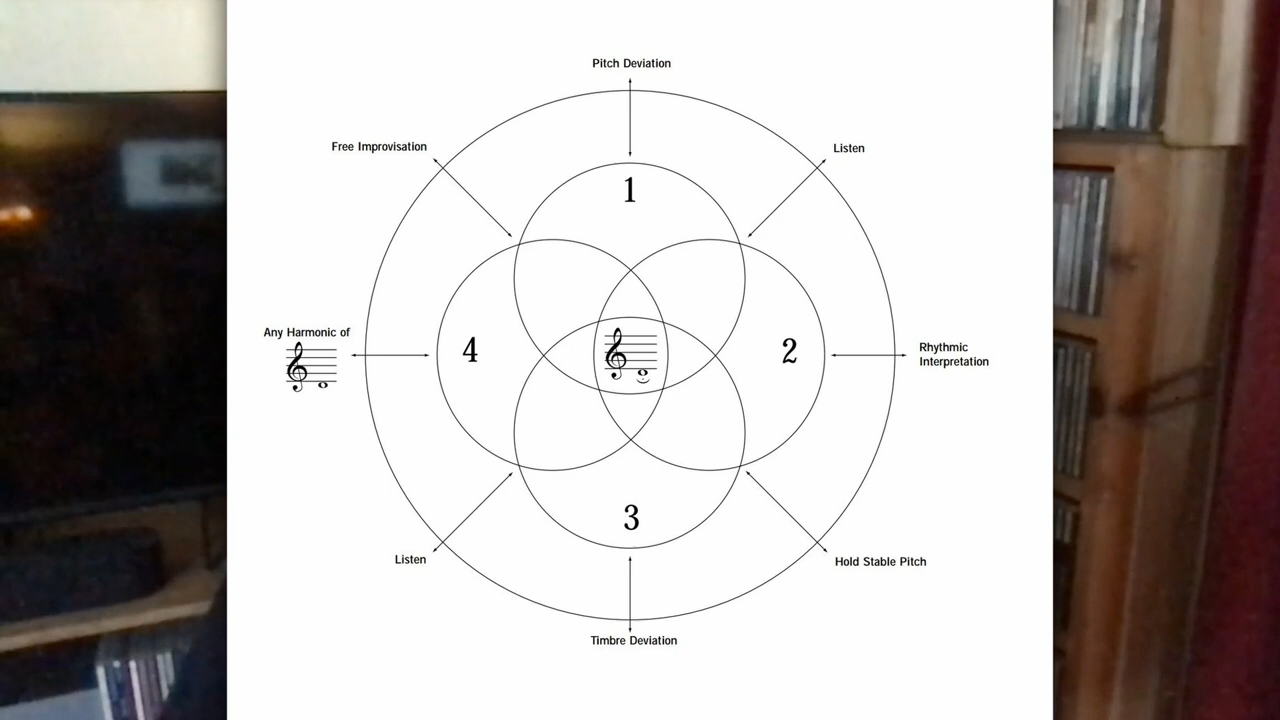 Pitch Deviation
Free Improvisation
Listen
1
Any Harmonic of
4
2
Rhythmic
Interpretation
3
Listen
Hold Stable Pitch
Timbre Deviation